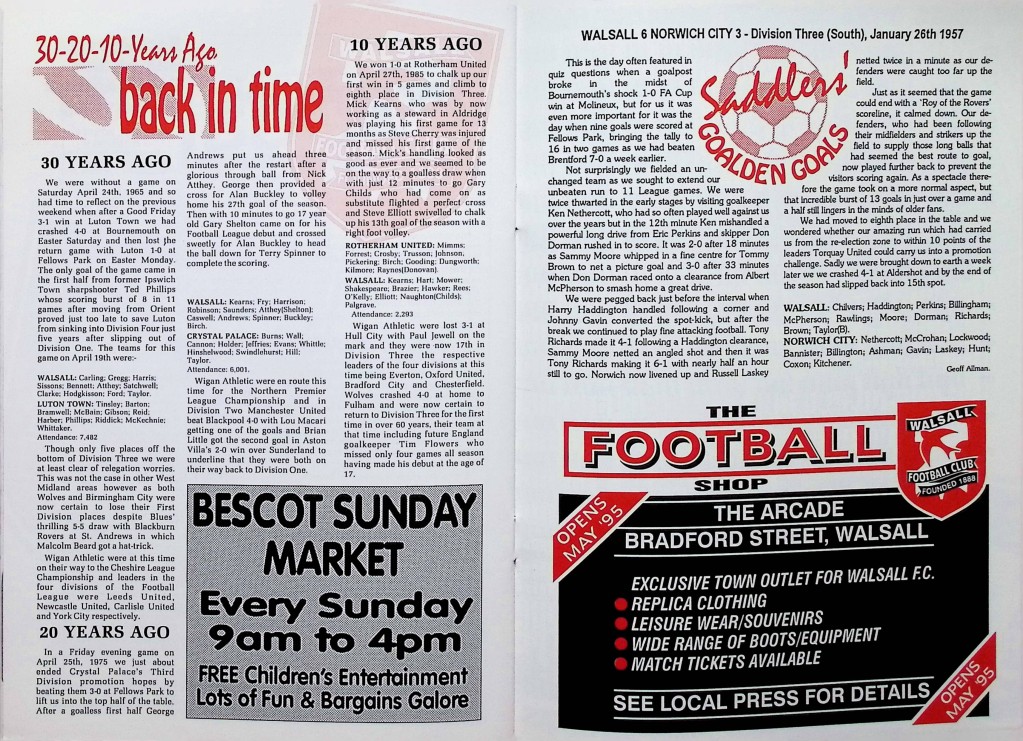 30-20-10-Years Ago
back in time
30 YEARS AGO
We were without a game on
Saturday April 24th, 1965 and so
had time to reflect on the previous
weekend when after a Good Friday
3-1 win at Luton Town we had
crashed 4-0 at Bournemouth on
Easter Saturday and then lost the
return game with Luton 1-0 at
Fellows Park on Easter Monday.
The only goal of the game came in
the first half from former Ipswich
Town sharpshooter Ted Phillips
whose scoring burst of 8 in 11
games after moving from Orient
proved just too late to save Luton
from sinking into Division Four just
five years after slipping out of
Division One. The teams for this
game on April 19th were:-
WALSALL: Carling; Gregg; Harris;
Sissons; Bennett; Athey; Satchwell;
Clarke; Hodgkisson; Ford; Taylor.
LUTON TOWN: Tinsley; Barton;
Bramwell; McBain; Gibson; Reid;
Harber; Phillips; Riddick; McKechnie;
Whittaker.
Attendance: 7,482
Though only five places off the
bottom of Division Three we were
at least clear of relegation worries.
This was not the case in other West
Midland areas however as both
Wolves and Birmingham City were
now certain to lose their First
Division places despite Blues'
thrilling 5-5 draw with Blackburn
Rovers at St. Andrews in which
Malcolm Beard got a hat-trick.
Wigan Athletic were at this time
on their way to the Cheshire League
Championship and leaders in the
four divisions of the Football
League were Leeds United,
Newcastle United, Carlisle United
and York City respectively.
20 YEARS AGO
In a Friday evening game on
April 25th, 1975 we just about
ended Crystal Palace's Third
Division promotion hopes by
beating them 3-0 at Fellows Park to
lift us into the top half of the table.
After a goalless first half George
Andrews put us ahead three
minutes after the restart after a
glorious through ball from Nick
Atthey. George then provided a
cross for Alan Buckley to volley
home his 27th goal of the season.
Then with 10 minutes to go 17 year
old Gary Shelton came on for his
Football League debut and crossed
sweetly for Alan Buckley to head
the ball down for Terry Spinner to
complete the scoring.
WALSALL: Kearns; Fry; Harrison;
Robinson; Saunders; Atthey(Shelton);
Caswell; Andrews; Spinner; Buckley;
Birch.
CRYSTAL PALACE: Burns; Wall;
Cannon; Holder; Jeffries; Evans; Whittle;
Hinshelwood; Swindlehurst; Hill;
Taylor.
Attendance: 6,001.
Wigan Athletic were en route this
time for the Northern Premier
League Championship and in
Division Two Manchester United
beat Blackpool 4-0 with Lou Macari
getting one of the goals and Brian
Little got the second goal in Aston
Villa's 2-0 win over Sunderland to
underline that they were both on
their way back to Division One.
10 YEARS AGO
We won 1-0 at Rotherham United
on April 27th, 1985 to chalk up our
first win in 5 games and climb to
eighth place in Division Three.
Mick Kearns who was by now
working as a steward in Aldridge
was playing his first game for 13
months as Steve Cherry was injured
and missed his first game of the
season. Mick's handling looked as
good as ever and we seemed to be
on the way to a goalless draw when
with just 12 minutes to go Gary
Childs who had come on as
substitute flighted a perfect cross
and Steve Elliott swivelled to chalk
up his 13th goal of the season with a
right foot volley.
ROTHERHAM UNITED: Mimms;
Forrest; Crosby; Trusson; Johnson,
Pickering; Birch; Gooding; Dungworth;
Kilmore; Raynes(Donovan).
WALSALL: Kearns; Hart; Mower;
Shakespeare; Brazier; Hawker; Rees;
O'Kelly; Elliott; Naughton(Childs);
Palgrave.
Attendance: 2,293
Wigan Athletic were lost 3-1 at
Hull City with Paul Jewell on the
mark and they were now 17th in
Division Three the respective
leaders of the four divisions at this
time being Everton, Oxford United,
Bradford City and Chesterfield.
Wolves crashed 4-0 at home to
Fulham and were now certain to
return to Division Three for the first
time in over 60 years, their team at
that time including future England
goalkeeper Tim Flowers who
missed only four games all season
having made his debut at the age of
17.
BESCOT SUNDAY
MARKET
Every Sunday
9am to 4pm
FREE Children's Entertainment
Lots of Fun & Bargains Galore
WALSALL 6 NORWICH CITY 3 - Division Three (South), January 26th 1957
Saddlers'
GOALDEN GOALS
This is the day often featured in
quiz questions when a goalpost
broke in the midst of
Bournemouth's shock 1-0 FA Cup
win at Molineux, but for us it was
even more important for it was the
day when nine goals were scored at
Fellows Park, bringing the tally to
16 in two games as we had beaten
Brentford 7-0 a week earlier.
Not surprisingly we fielded an un-
changed team as we sought to extend our
unbeaten run to 11 League games. We were
twice thwarted in the early stages by visiting goalkeeper
Ken Nethercott, who had so often played well against us
over the years but in the 12th minute Ken mishandled a
powerful long drive from Eric Perkins and skipper Don
Dorman rushed in to score. It was 2-0 after 18 minutes
as Sammy Moore whipped in a fine centre for Tommy
Brown to net a picture goal and 3-0 after 33 minutes
when Don Dorman raced onto a clearance from Albert
McPherson to smash home a great drive.
We were pegged back just before the interval when
Harry Haddington handled following a corner and
Johnny Gavin converted the spot-kick, but after the
break we continued to play fine attacking football. Tony
Richards made it 4-1 following a Haddington clearance,
Sammy Moore netted an angled shot and then it was
Tony Richards making it 6-1 with nearly half an hour
still to go. Norwich now livened up and Russell Laskey
netted twice in a minute as our de-
fenders were caught too far up the
field.
Just as it seemed that the game
could end with a 'Roy of the Rovers'
scoreline, it calmed down. Our de-
fenders, who had been following
their midfielders and strikers up the
field to supply those long balls that
had seemed the best route to goal,
now played further back to prevent the
visitors scoring again. As a spectacle there-
fore the game took on a more normal aspect, but
that incredible burst of 13 goals in just over a game and
a half still lingers in the minds of older fans.
We had moved to eighth place in the table and we
wondered whether our amazing run which had carried
us from the re-election zone to within 10 points of the
leaders Torquay United could carry us into a promotion
challenge. Sadly we were brought down to earth a week
later we we crashed 4-1 at Aldershot and by the end of
the season had slipped back into 15th spot.
WALSALL: Chilvers; Haddington; Perkins; Billingham;
McPherson; Rawlings; Moore; Dorman; Richards;
Brown; Taylor(B).
NORWICH CITY: Nethercott; McCrohan; Lockwood;
Bannister; Billington; Ashman; Gavin; Laskey; Hunt;
Coxon; Kitchener.
Geoff Allman.
THE
FOOTBALL
SHOP
WALSALL
FOOTBALL CLUB
FOUNDED 1888
OPENS
MAY '95
THE ARCADE
BRADFORD STREET, WALSALL
EXCLUSIVE TOWN OUTLET FOR WALSALL F.C.
REPLICA CLOTHING
LEISURE WEAR/SOUVENIRS
WIDE RANGE OF BOOTS/EQUIPMENT
MATCH TICKETS AVAILABLE
SEE LOCAL PRESS FOR DETAILS
OPENS
MAY '95